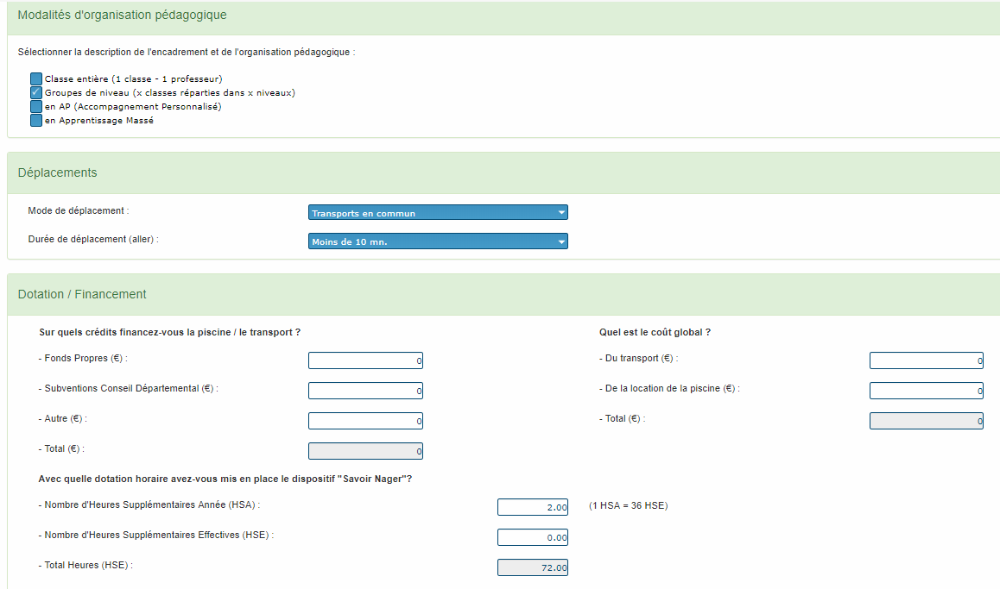 Modalités d'organisation pédagogique
Sélectionner la description de l'encadrement et de l'organisation pédagogique :
Classe entière (1 classe - 1 professeur)
Groupes de niveau (x classes réparties dans x niveaux)
en AP (Accompagnement Personnalisé)
en Apprentissage Massé
Déplacements
Mode de déplacement : Transports en commun
Durée de déplacement (aller) : Moins de 10 mn.
Dotation / Financement
Sur quels crédits financez-vous la piscine / le transport ? Quel est le coût global ?
- Fonds Propres (€) : 0 - Du transport (€) : 0
- Subventions Conseil Départemental (€) : 0 - De la location de la piscine (€) : 0
- Autre (€) : 0 - Total (€) : 0
- Total (€) : 0
Avec quelle dotation horaire avez-vous mis en place le dispositif "Savoir Nager"?
- Nombre d'Heures Supplémentaires Année (HSA) : 2.00 (1 HSA = 36 HSE)
- Nombre d'Heures Supplémentaires Effectives (HSE) : 0.00
- Total Heures (HSE) : 72.00